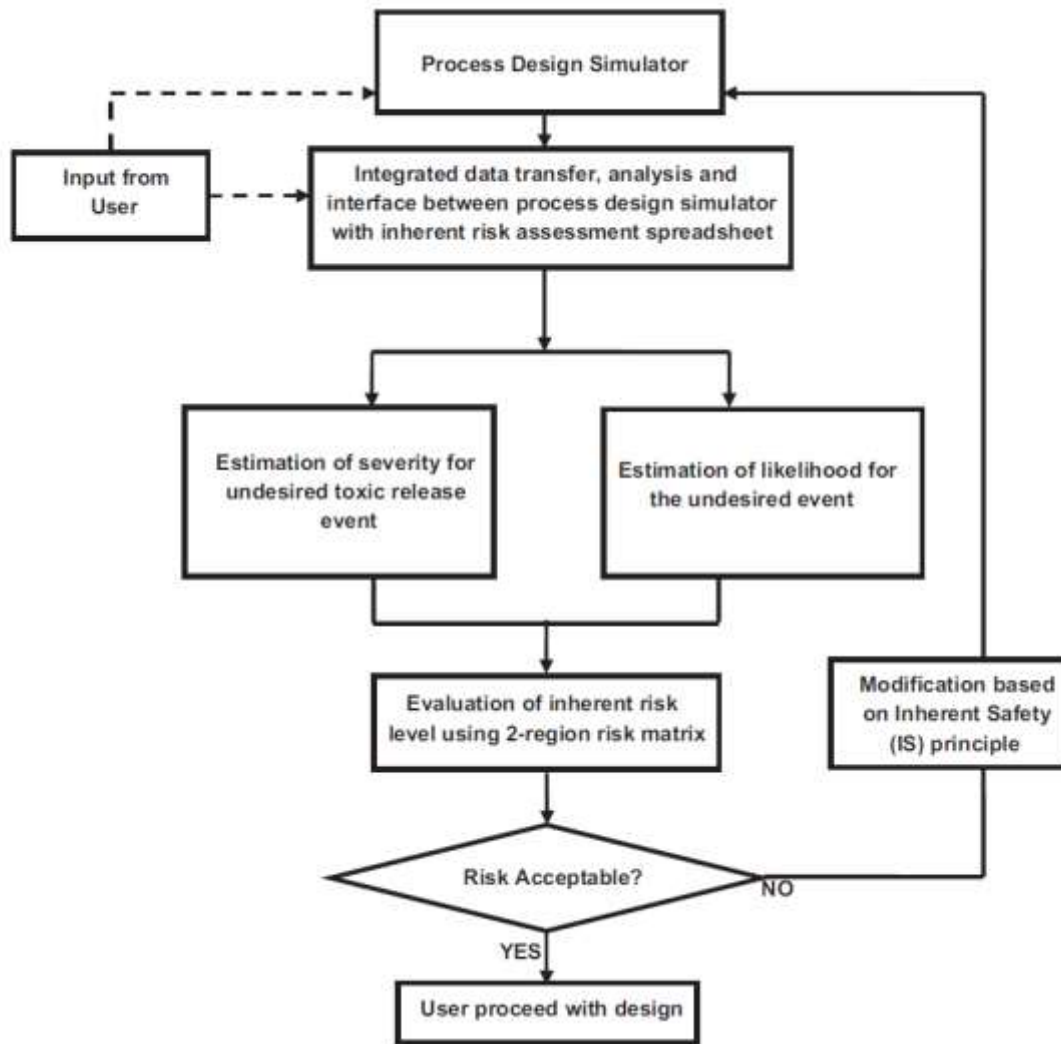 Process Design Simulator
Input from
User
Integrated data transfer, analysis and
interface between process design simulator
with inherent risk assessment spreadsheet
Estimation of severity for
undesired toxic release
event
Estimation of likelihood for
the undesired event
Evaluation of inherent risk
level using 2-region risk matrix
Modification based
on Inherent Safety
(IS) principle
Risk Acceptable?
NO
YES
User proceed with design